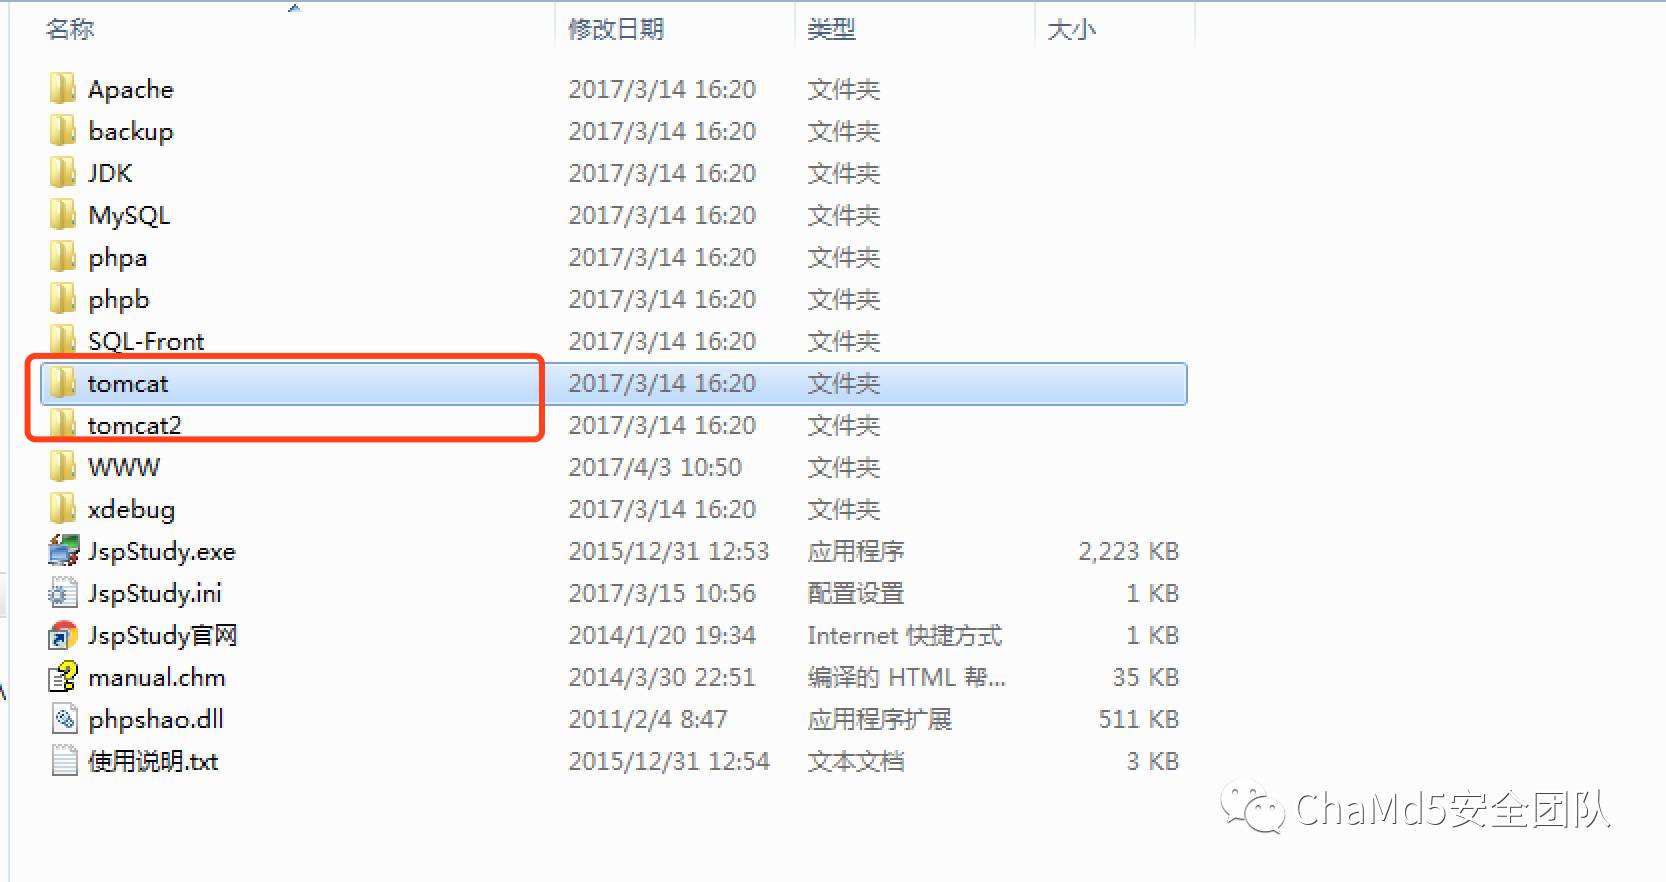 名称 修改日期 类型 大小
Apache 2017/3/14 16:20 文件夹
backup 2017/3/14 16:20 文件夹
JDK 2017/3/14 16:20 文件夹
MySQL 2017/3/14 16:20 文件夹
phpa 2017/3/14 16:20 文件夹
phpb 2017/3/14 16:20 文件夹
SQL-Front 2017/3/14 16:20 文件夹
tomcat 2017/3/14 16:20 文件夹
tomcat2 2017/3/14 16:20 文件夹
WWW 2017/4/3 10:50 文件夹
xdebug 2017/3/14 16:20 文件夹
JspStudy.exe 2015/12/31 12:53 应用程序 2,223 KB
JspStudy.ini 2017/3/15 10:56 配置设置 1 KB
JspStudy官网 2014/1/20 19:34 Internet 快捷方式 1 KB
manual.chm 2014/3/30 22:51 编译的 HTML 帮... 35 KB
phpshao.dll 2011/2/4 8:47 应用程序扩展 511 KB
使用说明.txt 2015/12/31 12:54 文本文档 3 KB
ChaMd5安全团队